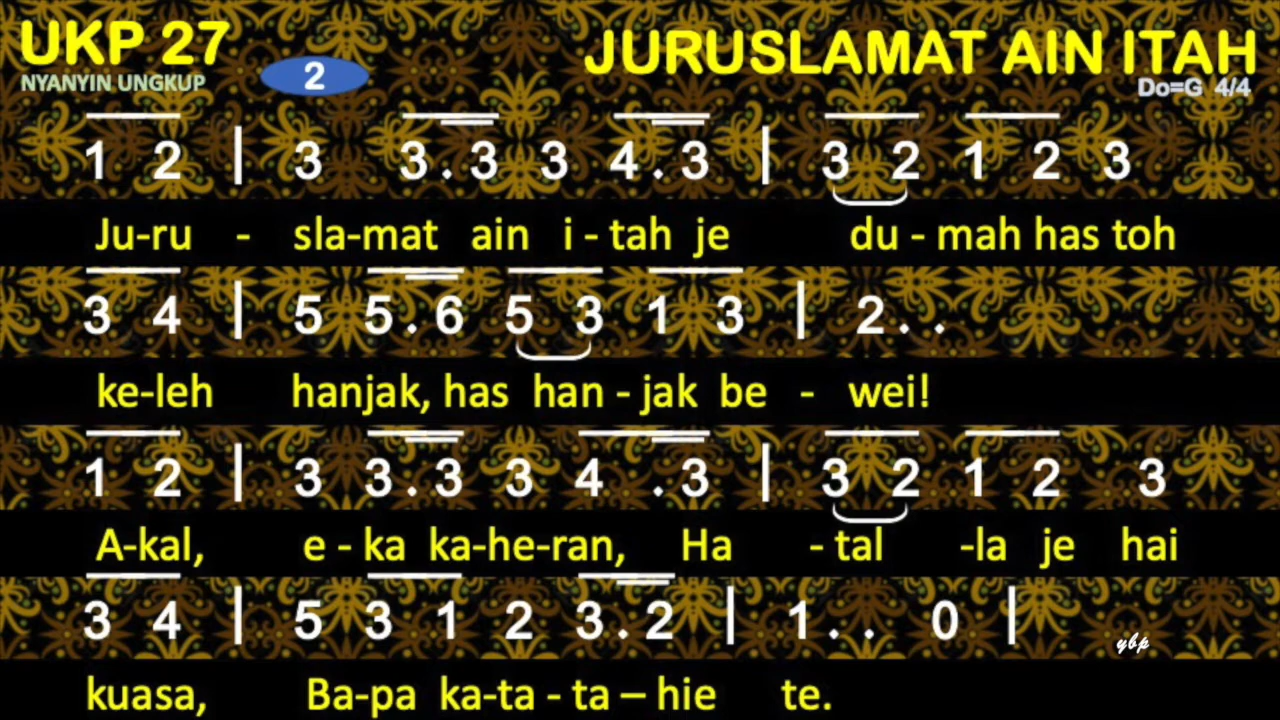 UKP 27
JURUSLAMAT AIN ITAH
NYANYIN UNGKUP
2
Do=G 4/4
1 2 | 3 3 . 3 3 4 . 3 | 3 2 1 2 3
Ju-ru - sla-mat ain i - tah je du - mah has toh
3 4 | 5 5 . 6 5 3 1 3 | 2 . .
ke-leh hanjak, has han - jak be - wei!
1 2 | 3 3 . 3 3 4 . 3 | 3 2 1 2 3
A-kal, e - ka ka-he-ran, Ha - tal -la je hai
3 4 | 5 3 1 2 3 . 2 | 1 . . 0 |
ybp
kuasa, Ba-pa ka-ta - ta – hie te.